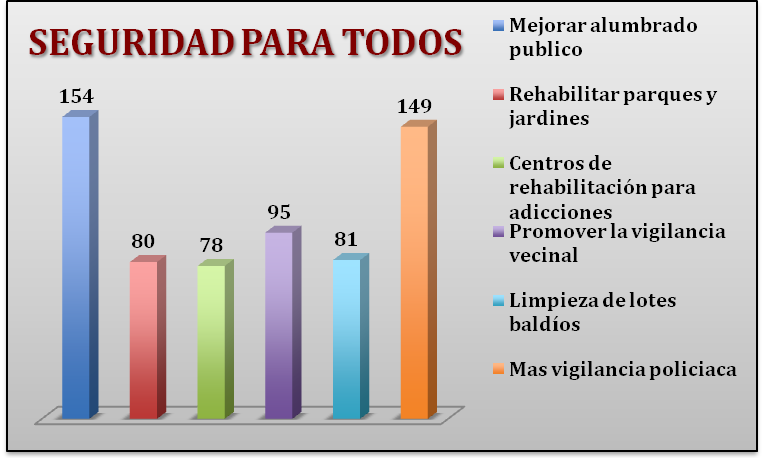 SEGURIDAD PARA TODOS
154
80
78
95
81
149
Mejorar alumbrado
publico
Rehabilitar parques y
jardines
Centros de
rehabilitación para
adicciones
Promover la vigilancia
vecinal
Limpieza de lotes
baldíos
Mas vigilancia policiaca